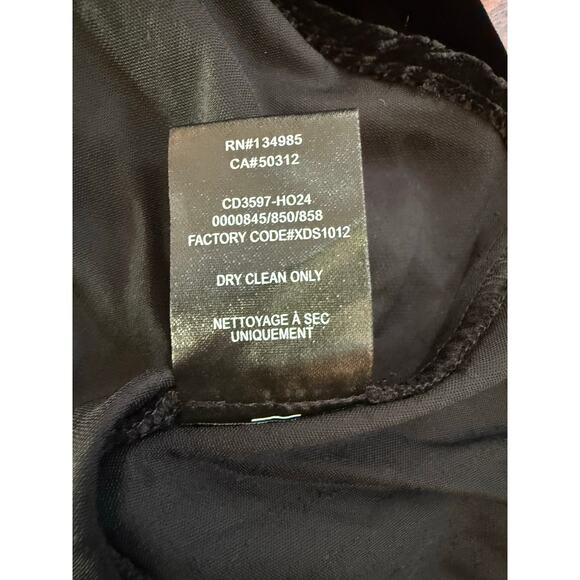 RN#134985
CA#50312
CD3597-HO24
0000845/850/858
FACTORY CODE#XDS1012
DRY CLEAN ONLY
NETTOYAGE À SEC
UNIQUEMENT